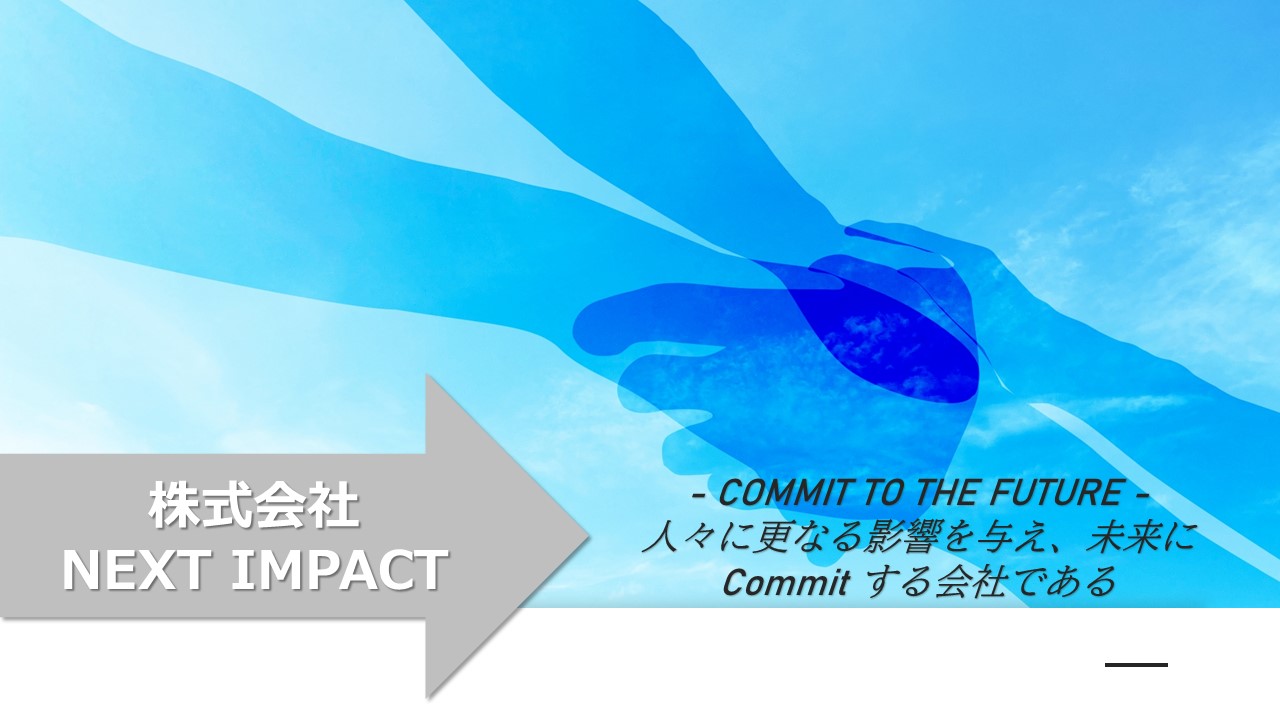 株式会社
NEXT IMPACT
- COMMIT TO THE FUTURE -
人々に更なる影響を与え、未来に
Commit する会社である